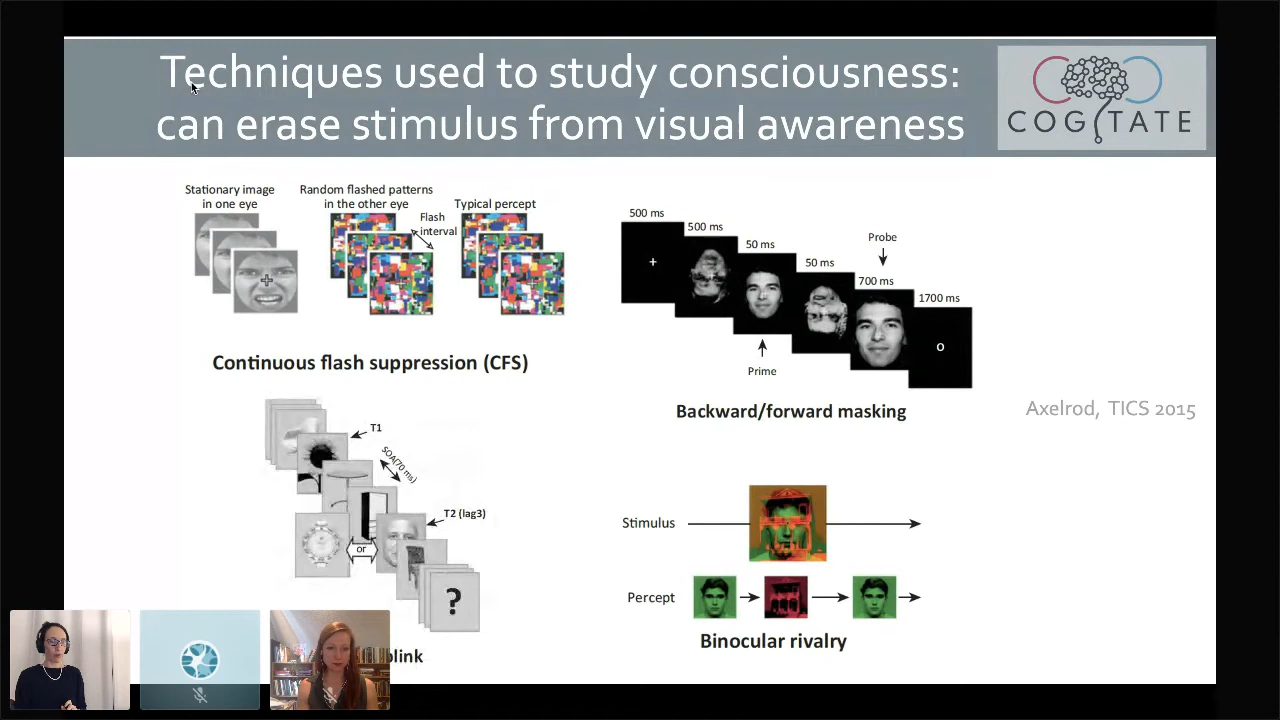 Techniques used to study consciousness:
can erase stimulus from visual awareness
COGITATE
Stationary image
in one eye
Random flashed patterns
in the other eye
Flash
interval
Typical percept
Continuous flash suppression (CFS)
500 ms
500 ms
50 ms
50 ms
Probe
700 ms
1700 ms
+
o
Prime
Backward/forward masking
Axelrod, TICS 2015
T1
SOA(70 ms)
T2 (lag3)
or
?
blink
Stimulus
Percept
Binocular rivalry